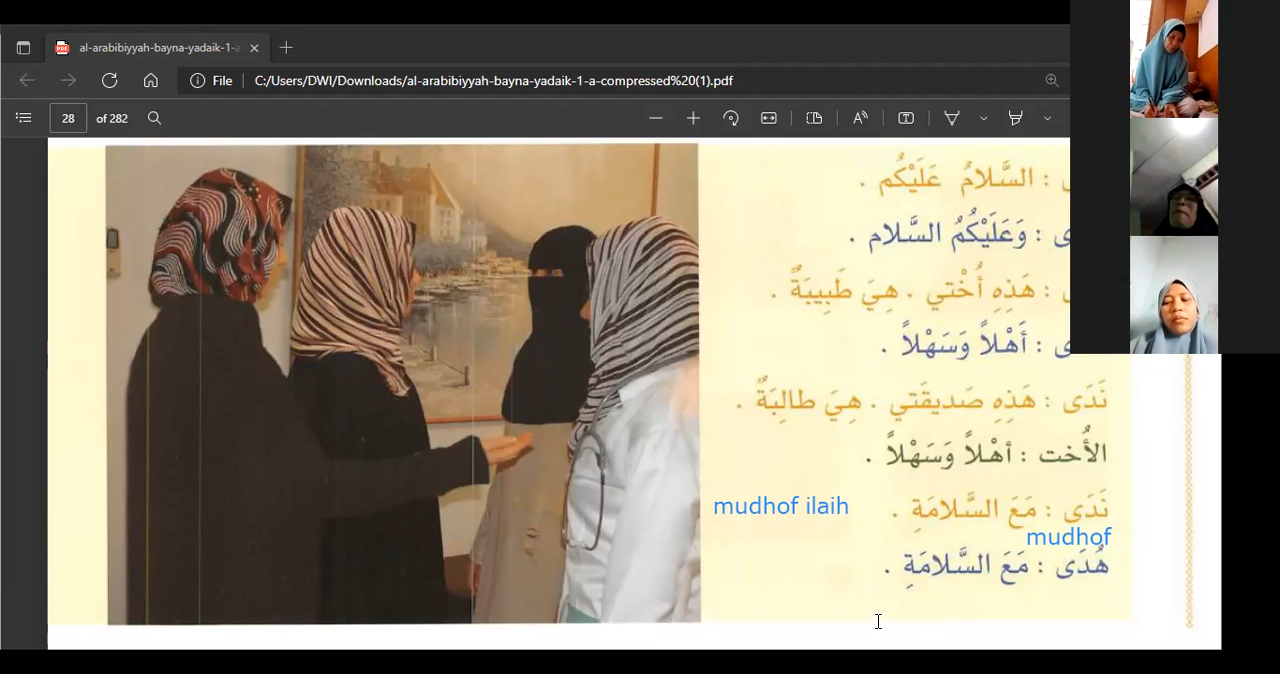 al-arabibiyyah-bayna-yadaik-1-a
File
C:/Users/DWI/Downloads/al-arabibiyyah-bayna-yadaik-1-a-compressed%20(1).pdf
28 of 282
: السَّلامُ عَلَيْكُم .
: وَعَلَيْكُمُ السَّلام .
: هَذِهِ أُخْتي . هِيَ طَبِيبَةٌ .
: أَهْلاً وَسَهْلاً .
نَدَى : هَذِهِ صَديقَتي . هِيَ طالِبَةٌ .
الأُخت : أهْلاً وَسَهْلاً .
نَدَى : مَعَ السَّلامَةِ .
mudhof ilaih
mudhof
هُدَى : مَعَ السَّلامَةِ .